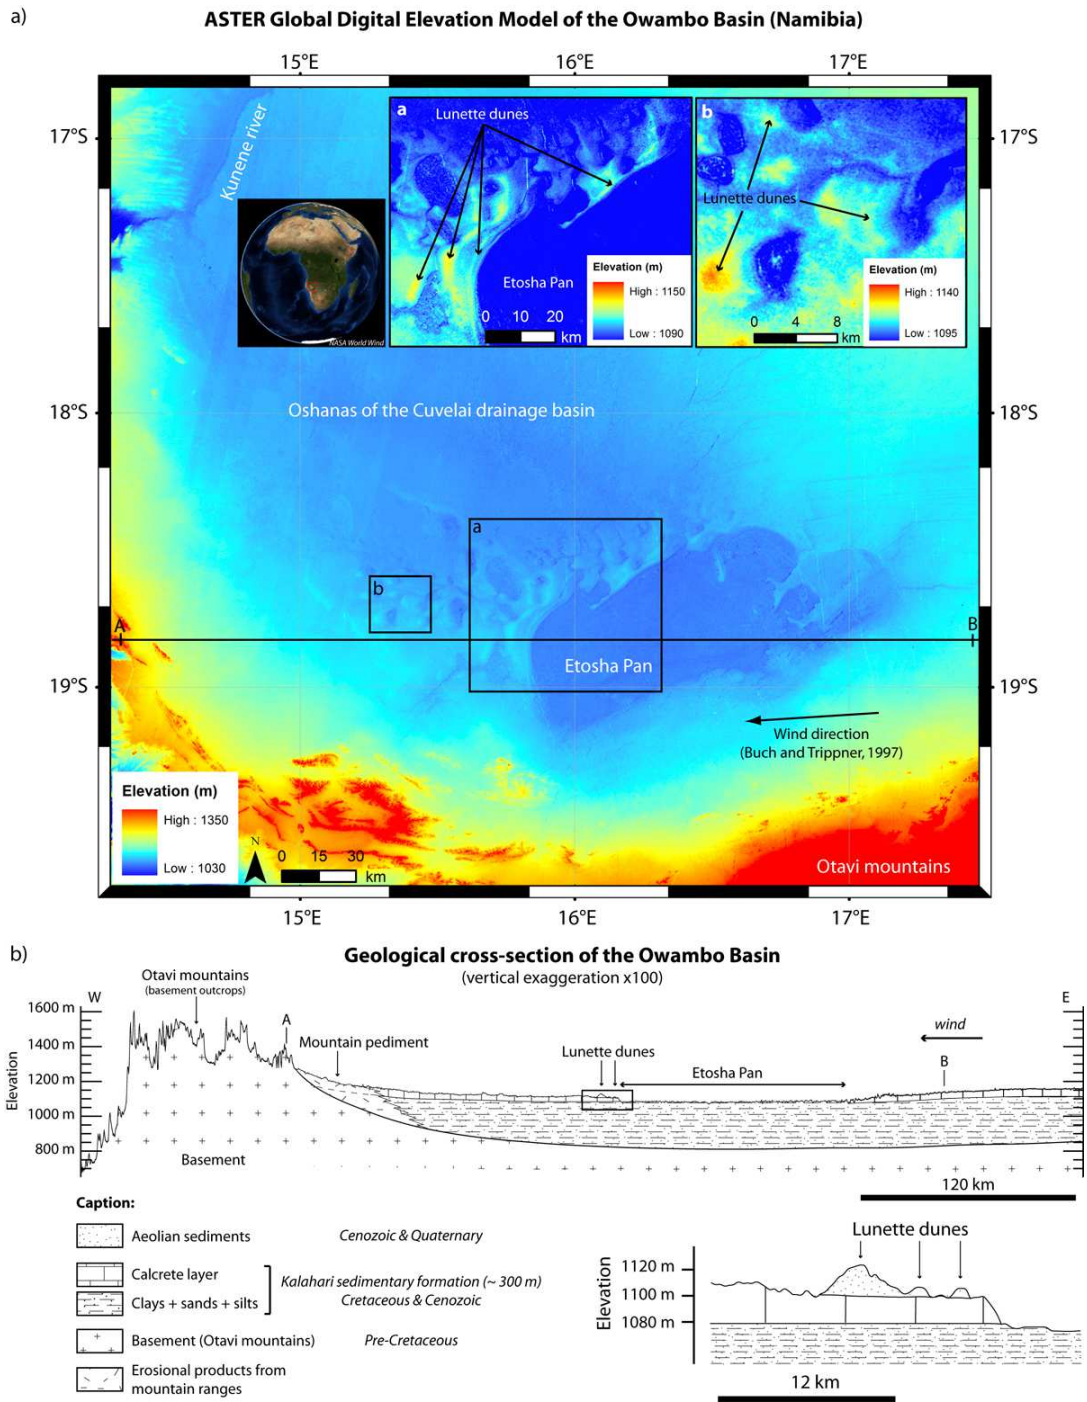 a)
ASTER Global Digital Elevation Model of the Owambo Basin (Namibia)
15°E
16°E
17°E
17°S
17°S
Kunene river
a
Lunette dunes
Etosha Pan
0 10 20
km
Elevation (m)
High : 1150
Low : 1090
b
Lunette dunes
0 4 8
km
Elevation (m)
High : 1140
Low : 1095
NASA World Wind
18°S
Oshanas of the Cuvelai drainage basin
18°S
a
b
A
B
Etosha Pan
19°S
19°S
Wind direction
(Buch and Trippner, 1997)
Elevation (m)
High : 1350
Low : 1030
N
0 15 30
km
Otavi mountains
15°E
16°E
17°E
b)
Geological cross-section of the Owambo Basin
(vertical exaggeration x100)
Otavi mountains
(basement outcrops)
W
E
1600 m
1400 m
1200 m
1000 m
800 m
Elevation
A
Mountain pediment
Lunette dunes
Etosha Pan
wind
B
Basement
120 km
Caption:
Aeolian sediments
Cenozoic & Quaternary
Calcrete layer
Clays + sands + silts
Kalahari sedimentary formation (~ 300 m)
Cretaceous & Cenozoic
Basement (Otavi mountains)
Pre-Cretaceous
Erosional products from
mountain ranges
Lunette dunes
Elevation
1120 m
1100 m
1080 m
12 km